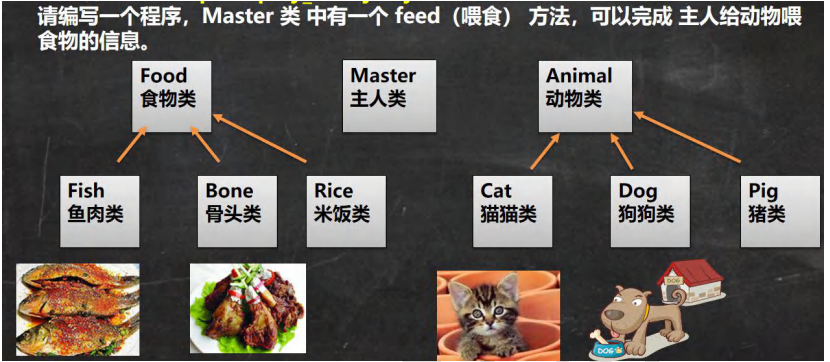 请编写一个程序，Master 类 中有一个 feed（喂食） 方法，可以完成 主人给动物喂
食物的信息。
Food
食物类
Master
主人类
Animal
动物类
Fish
鱼肉类
Bone
骨头类
Rice
米饭类
Cat
猫猫类
Dog
狗狗类
Pig
猪类
DOG
DOG